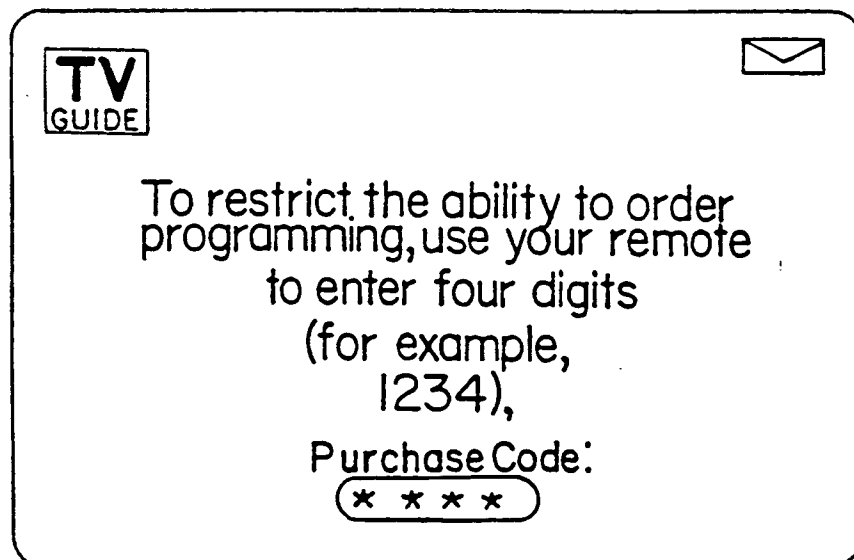 TV
GUIDE
To restrict the ability to order
programming, use your remote
to enter four digits
(for example,
1234),
Purchase Code:
* * * *